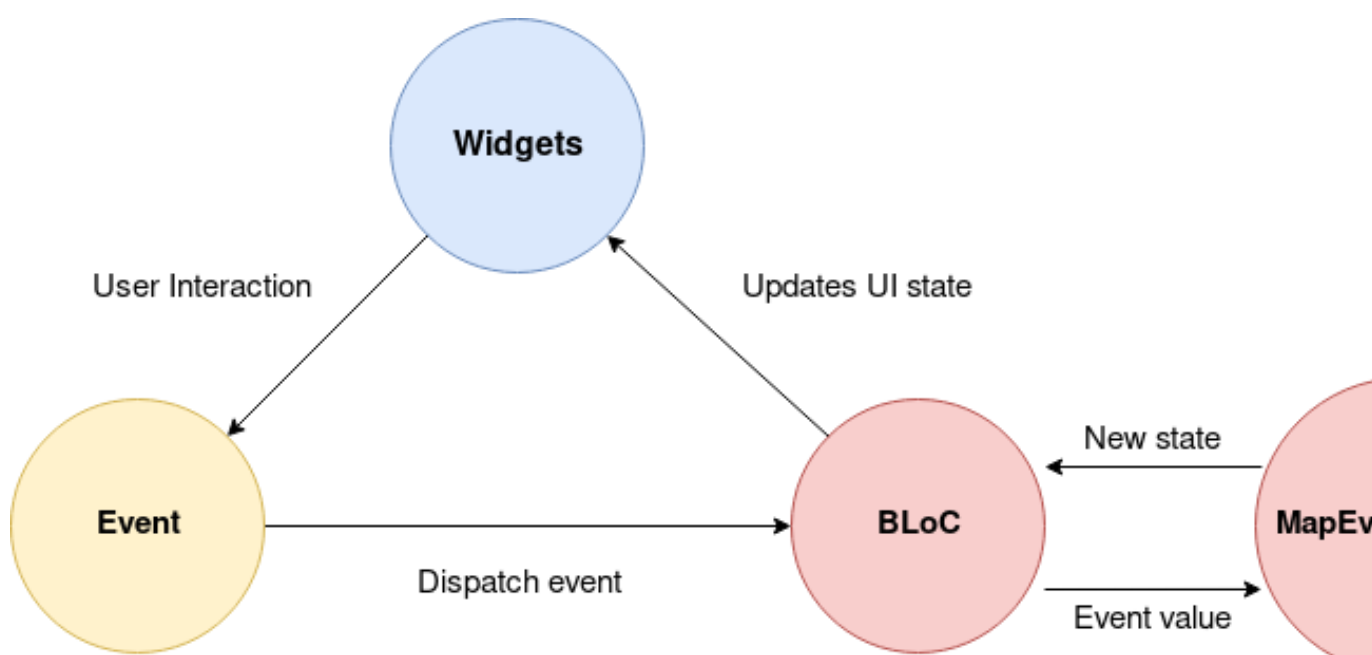 Widgets
User Interaction
Updates UI state
New state
Event
BLoC
MapEv
Dispatch event
Event value